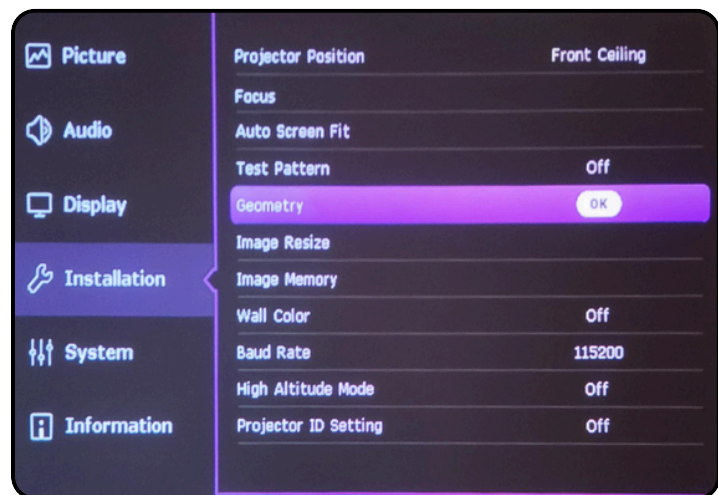 Picture
Audio
Display
Installation
System
Information
Projector Position Front Ceiling
Focus
Auto Screen Fit
Test Pattern Off
Geometry OK
Image Resize
Image Memory
Wall Color Off
Baud Rate 115200
High Altitude Mode Off
Projector ID Setting Off